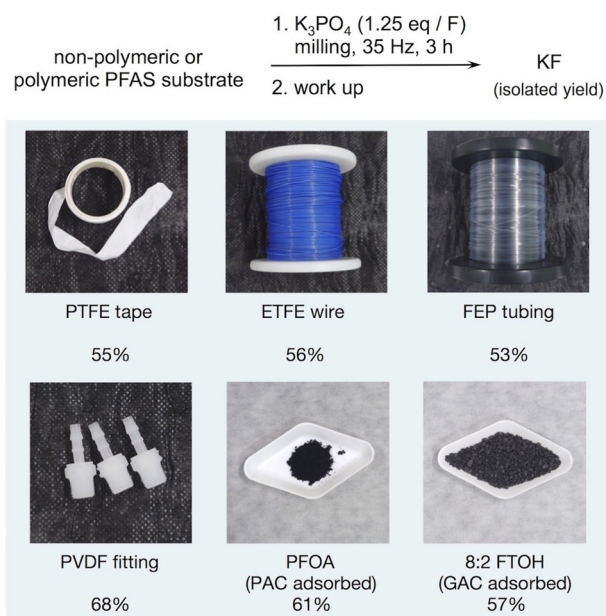 non-polymeric or
polymeric PFAS substrate
1. K₃PO₄ (1.25 eq / F)
milling, 35 Hz, 3 h
2. work up
KF
(isolated yield)
PTFE tape
55%
ETFE wire
56%
FEP tubing
53%
PVDF fitting
68%
PFOA
(PAC adsorbed)
61%
8:2 FTOH
(GAC adsorbed)
57%